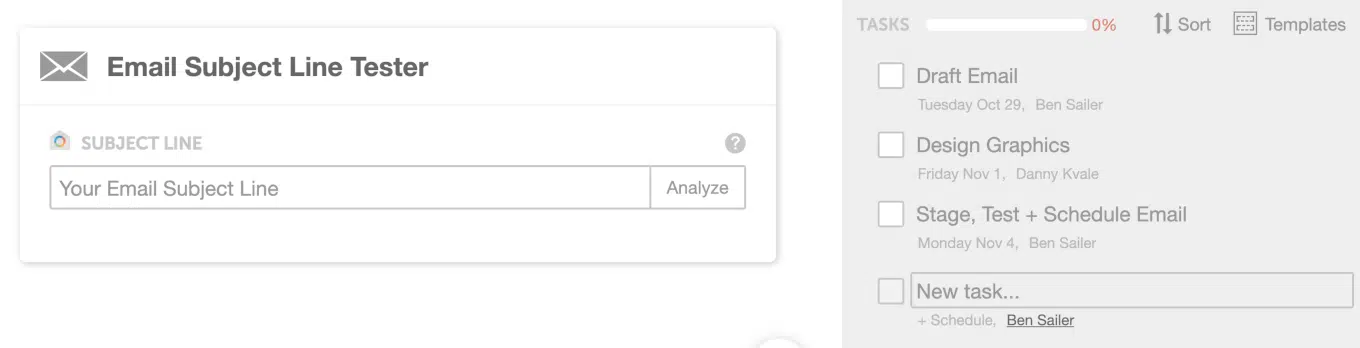 Email Subject Line Tester
SUBJECT LINE
?
Your Email Subject Line
Analyze
TASKS 0% Sort Templates
Draft Email
Tuesday Oct 29, Ben Sailer
Design Graphics
Friday Nov 1, Danny Kvale
Stage, Test + Schedule Email
Monday Nov 4, Ben Sailer
New task...
+ Schedule, Ben Sailer